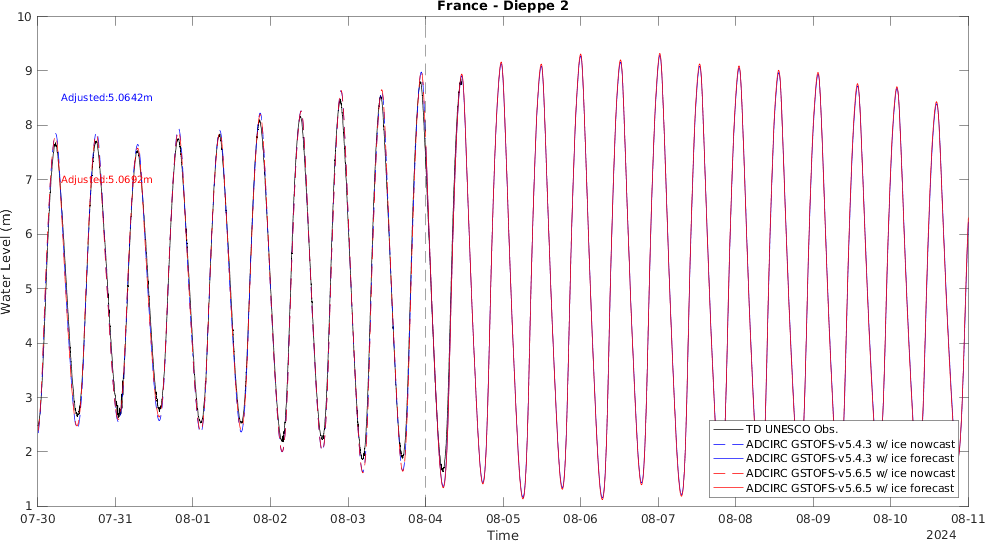 France - Dieppe 2
10
9
8
7
6
5
4
3
2
1
Water Level (m)
Adjusted:5.0642m
Adjusted:5.0692m
TD UNESCO Obs.
ADCIRC GSTOFS-v5.4.3 w/ ice nowcast
ADCIRC GSTOFS-v5.4.3 w/ ice forecast
ADCIRC GSTOFS-v5.6.5 w/ ice nowcast
ADCIRC GSTOFS-v5.6.5 w/ ice forecast
07-30 07-31 08-01 08-02 08-03 08-04 08-05 08-06 08-07 08-08 08-09 08-10 08-11
Time
2024